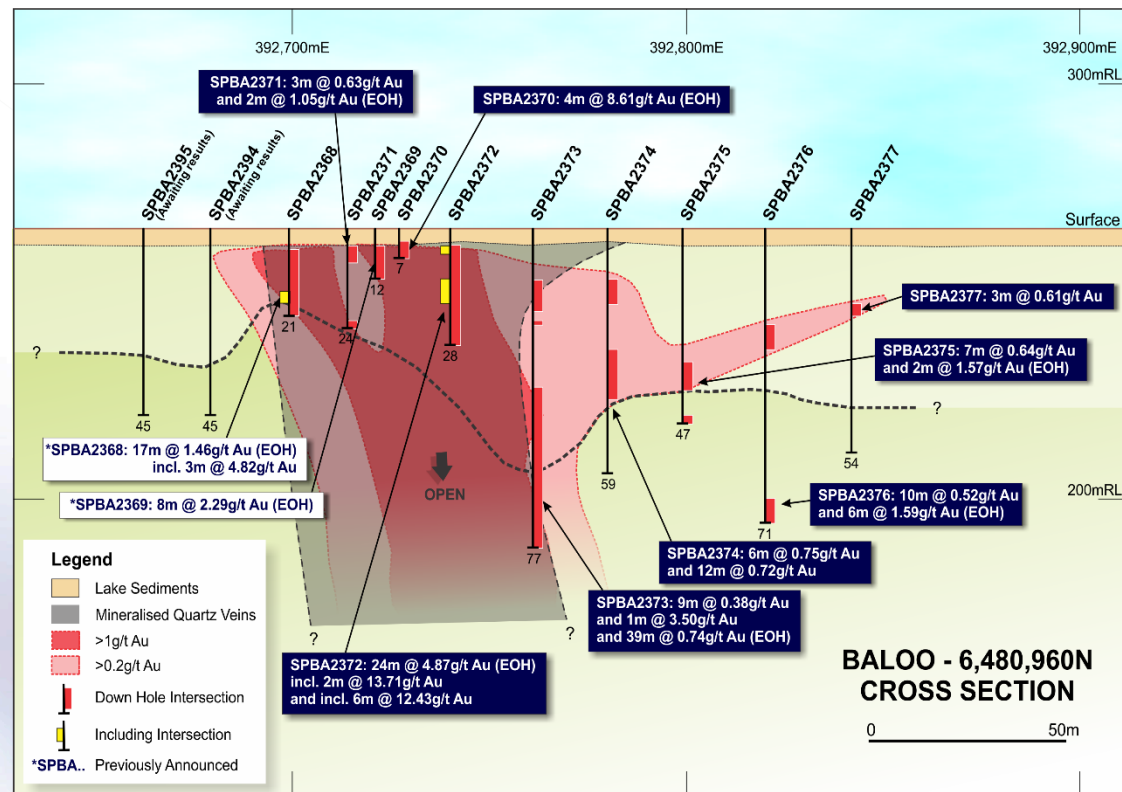 392,700mE
392,800mE
392,900mE
300mRL
SPBA2371: 3m @ 0.63g/t Au
and 2m @ 1.05g/t Au (EOH)
SPBA2370: 4m @ 8.61g/t Au (EOH)
SPBA2395
(Awaiting results)
SPBA2394
(Awaiting results)
SPBA2368
SPBA2371
SPBA2369
SPBA2370
SPBA2372
SPBA2373
SPBA2374
SPBA2375
SPBA2376
SPBA2377
Surface
7
12
21
24
28
SPBA2377: 3m @ 0.61g/t Au
SPBA2375: 7m @ 0.64g/t Au
and 2m @ 1.57g/t Au (EOH)
?
?
45
45
47
54
59
71
77
*SPBA2368: 17m @ 1.46g/t Au (EOH)
incl. 3m @ 4.82g/t Au
*SPBA2369: 8m @ 2.29g/t Au (EOH)
OPEN
200mRL
SPBA2376: 10m @ 0.52g/t Au
and 6m @ 1.59g/t Au (EOH)
SPBA2374: 6m @ 0.75g/t Au
and 12m @ 0.72g/t Au
SPBA2373: 9m @ 0.38g/t Au
and 1m @ 3.50g/t Au
and 39m @ 0.74g/t Au (EOH)
?
?
SPBA2372: 24m @ 4.87g/t Au (EOH)
incl. 2m @ 13.71g/t Au
and incl. 6m @ 12.43g/t Au
Legend
Lake Sediments
Mineralised Quartz Veins
>1g/t Au
>0.2g/t Au
Down Hole Intersection
Including Intersection
*SPBA.. Previously Announced
BALOO - 6,480,960N
CROSS SECTION
0 50m